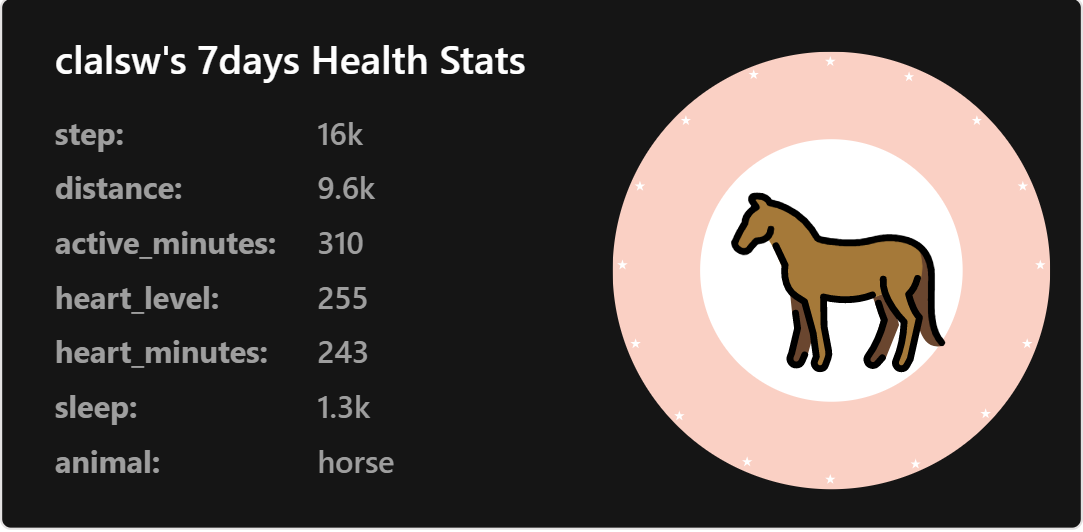 clalsw's 7days Health Stats
step: 16k
distance: 9.6k
active_minutes: 310
heart_level: 255
heart_minutes: 243
sleep: 1.3k
animal: horse